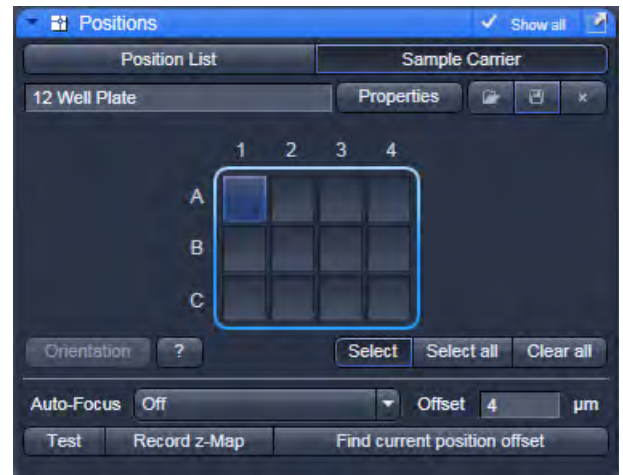 Positions Show all
Position List Sample Carrier
12 Well Plate Properties
1 2 3 4
A
B
C
Orientation ? Select Select all Clear all
Auto-Focus Off Offset 4 µm
Test Record z-Map Find current position offset